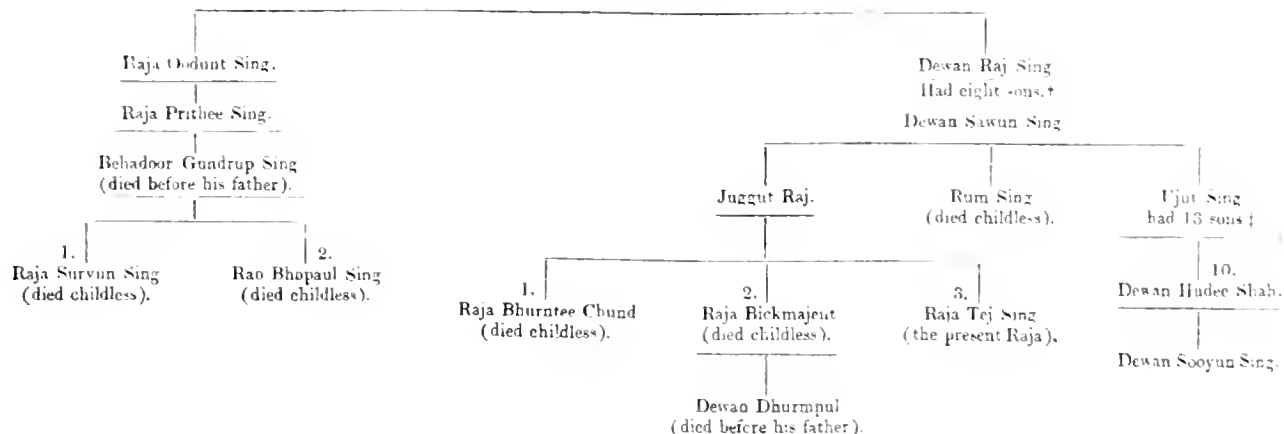 Raja Oodunt Sing.
Raja Prithee Sing.
Behadoor Gundrup Sing
(died before his father).
1.
Raja Survun Sing
(died childless).
2.
Rao Bhopaul Sing
(died childless).
Dewan Raj Sing
Had eight sons.†
Dewan Sawun Sing
Juggut Raj.
Rum Sing
(died childless).
Ujut Sing
had 13 sons ‡
1.
Raja Bhurntee Chund
(died childless).
2.
Raja Bickmajent
(died childless).
3.
Raja Tej Sing
(the present Raja).
10.
Dewan Hudee Shah.
Dewan Sooyun Sing.
Dewan Dhurmpul
(died before his father).